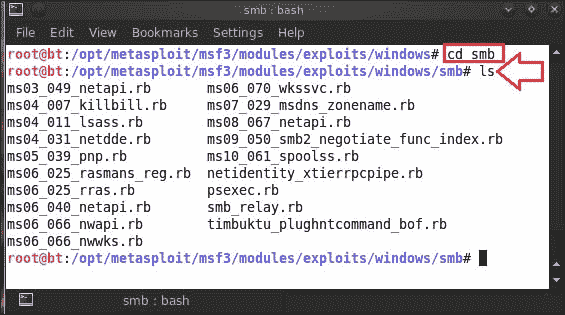 smb : bash
File Edit View Bookmarks Settings Help
root@bt:/opt/metasploit/msf3/modules/exploits/windows# cd smb
root@bt:/opt/metasploit/msf3/modules/exploits/windows/smb# ls
ms03_049_netapi.rb ms06_070_wkssvc.rb
ms04_007_killbill.rb ms07_029_msdns_zonename.rb
ms04_011_lsass.rb ms08_067_netapi.rb
ms04_031_netdde.rb ms09_050_smb2_negotiate_func_index.rb
ms05_039_pnp.rb ms10_061_spoolss.rb
ms06_025_rasmans_reg.rb netidentity_xtierrpcpipe.rb
ms06_025_rras.rb psexec.rb
ms06_040_netapi.rb smb_relay.rb
ms06_066_nwapi.rb timbuktu_plughntcommand_bof.rb
ms06_066_nwwks.rb
root@bt:/opt/metasploit/msf3/modules/exploits/windows/smb#
smb : bash